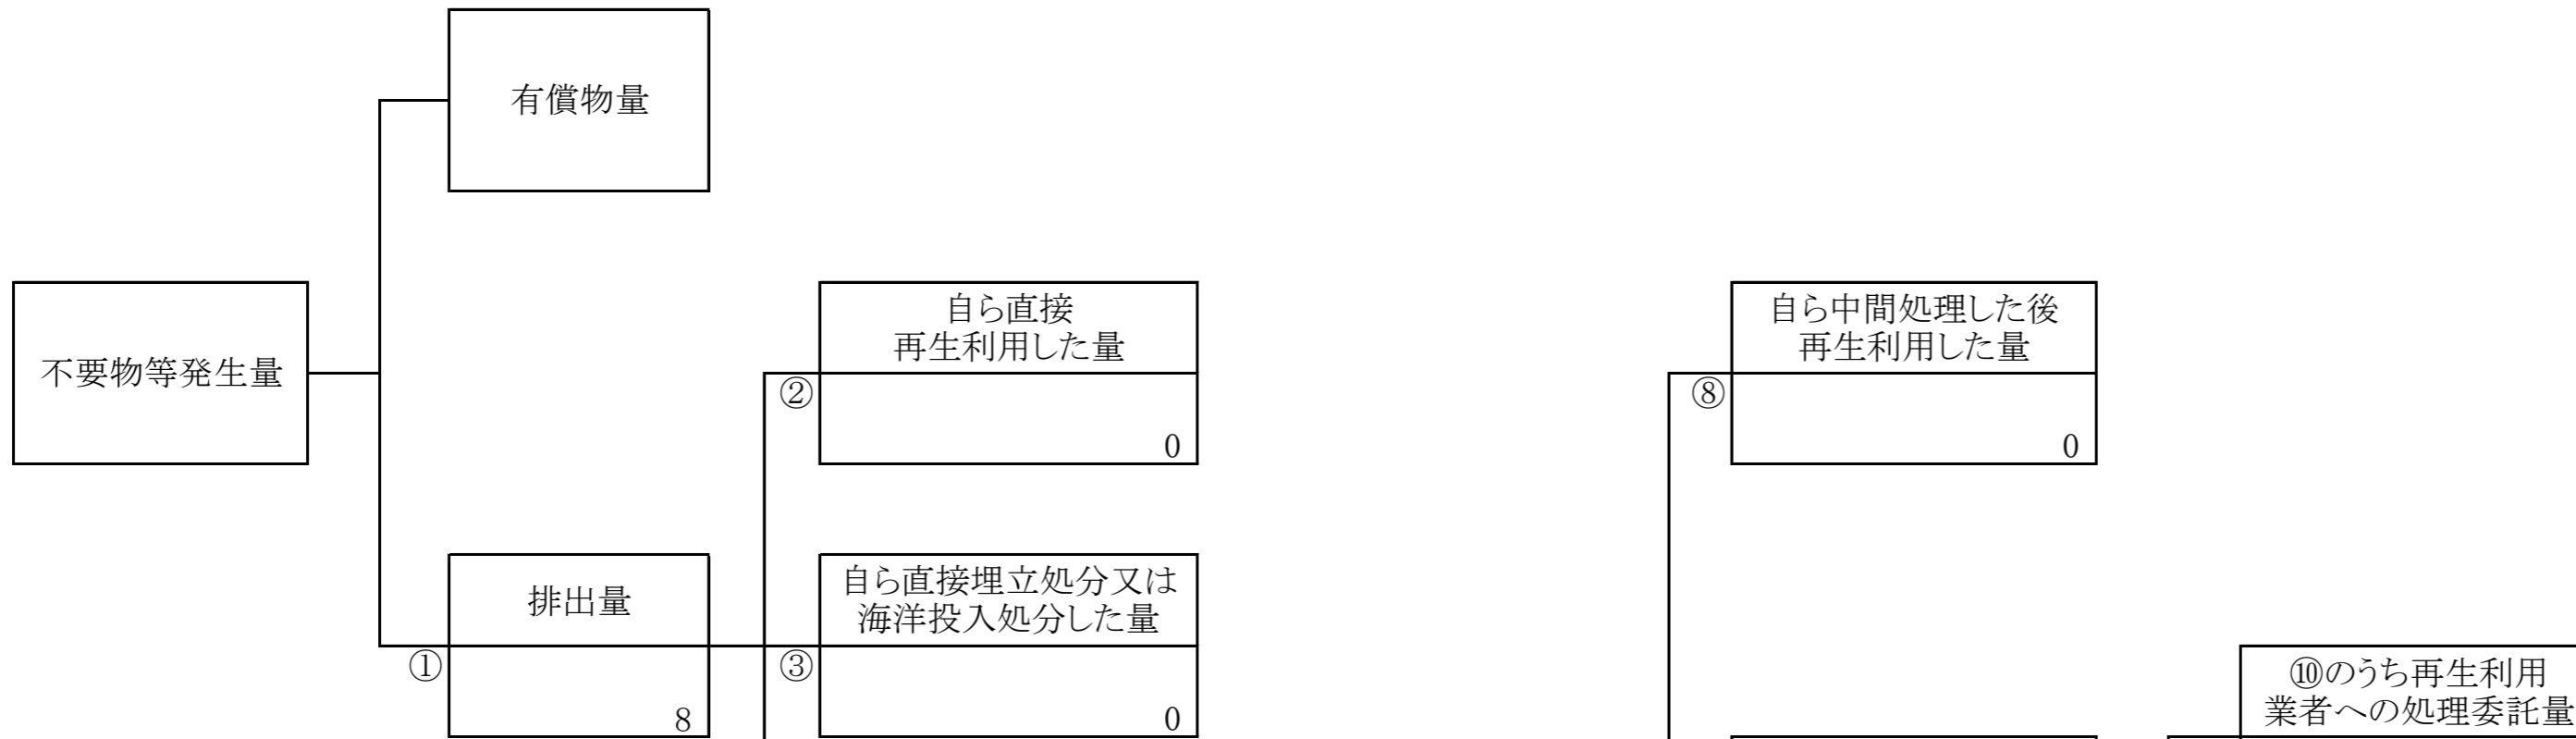 有償物量
不要物等発生量
自ら直接
再生利用した量
②
0
自ら中間処理した後
再生利用した量
⑧
0
排出量
①
8
自ら直接埋立処分又は
海洋投入処分した量
③
0
⑩のうち再生利用
業者への処理委託量